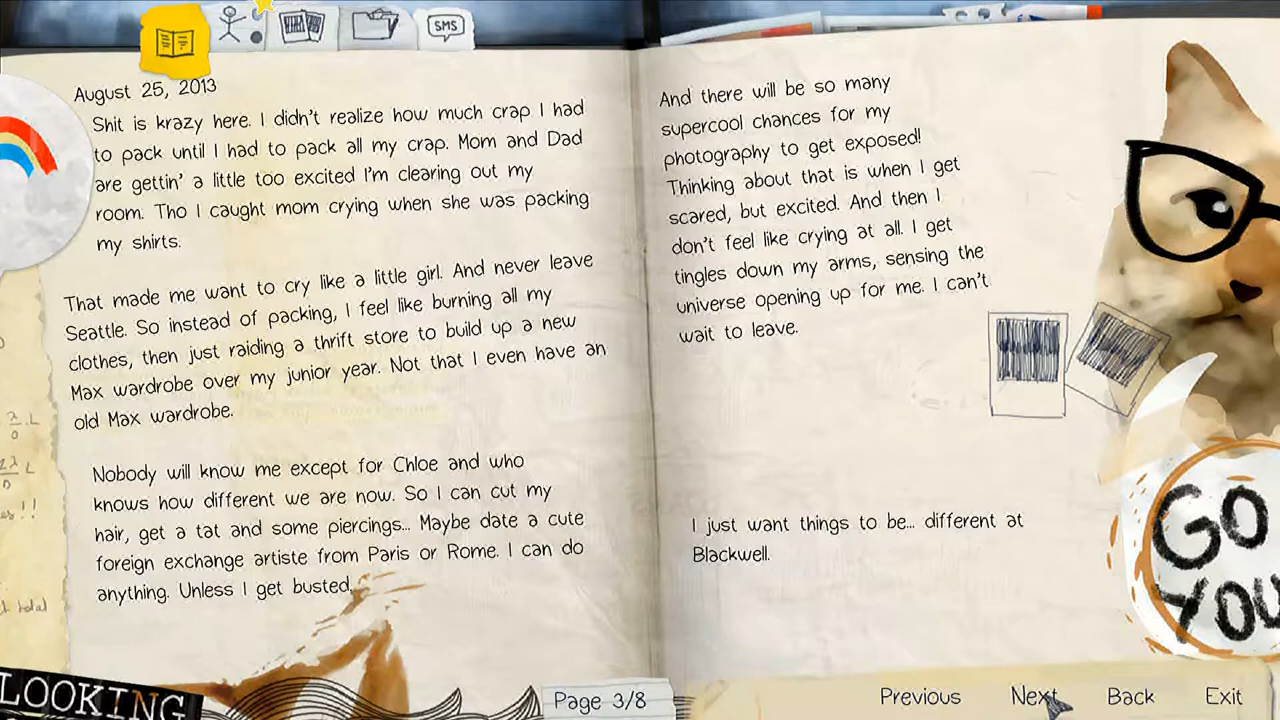 SMS
August 25, 2013
Shit is krazy here. I didn't realize how much crap I had
to pack until I had to pack all my crap. Mom and Dad
are gettin' a little too excited I'm clearing out my
room. Tho I caught mom crying when she was packing
my shirts.
That made me want to cry like a little girl. And never leave
Seattle. So instead of packing, I feel like burning all my
clothes, then just raiding a thrift store to build up a new
Max wardrobe over my junior year. Not that I even have an
old Max wardrobe.
Nobody will know me except for Chloe and who
knows how different we are now. So I can cut my
hair, get a tat and some piercings... Maybe date a cute
foreign exchange artiste from Paris or Rome. I can do
anything. Unless I get busted.
LOOKING
And there will be so many
supercool chances for my
photography to get exposed!
Thinking about that is when I get
scared, but excited. And then I
don't feel like crying at all. I get
tingles down my arms, sensing the
universe opening up for me. I can't
wait to leave.
I just want things to be... different at
Blackwell.
GO
YOU
Page 3/8
Previous Next Back Exit